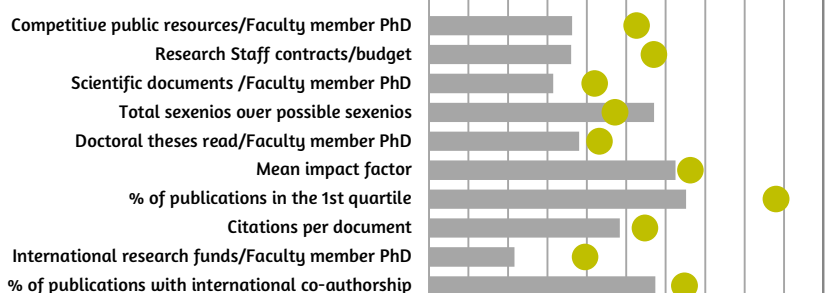 Competitive public resources/Faculty member PhD
Research Staff contracts/budget
Scientific documents /Faculty member PhD
Total sexenios over possible sexenios
Doctoral theses read/Faculty member PhD
Mean impact factor
% of publications in the 1st quartile
Citations per document
International research funds/Faculty member PhD
% of publications with international co-authorship